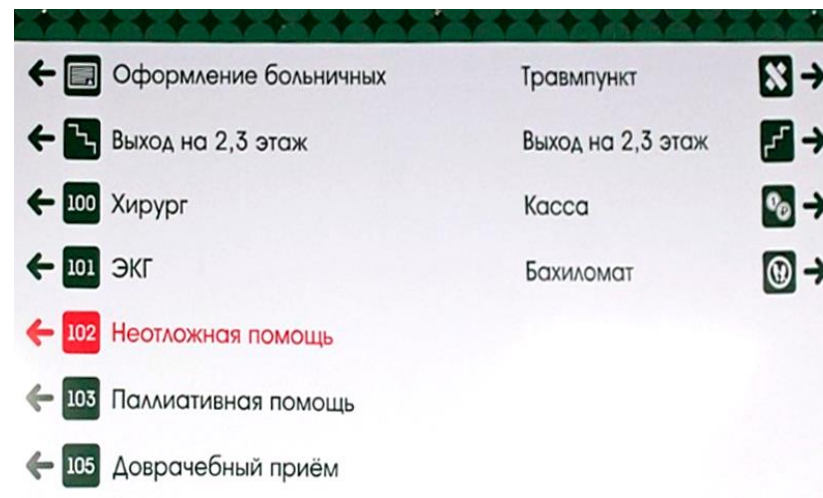 Оформление больничных
Выход на 2,3 этаж
100 Хирург
101 ЭКГ
102 Неотложная помощь
103 Паллиативная помощь
105 Доврачебный приём
Травмпункт
Выход на 2,3 этаж
Касса
Бахиломат